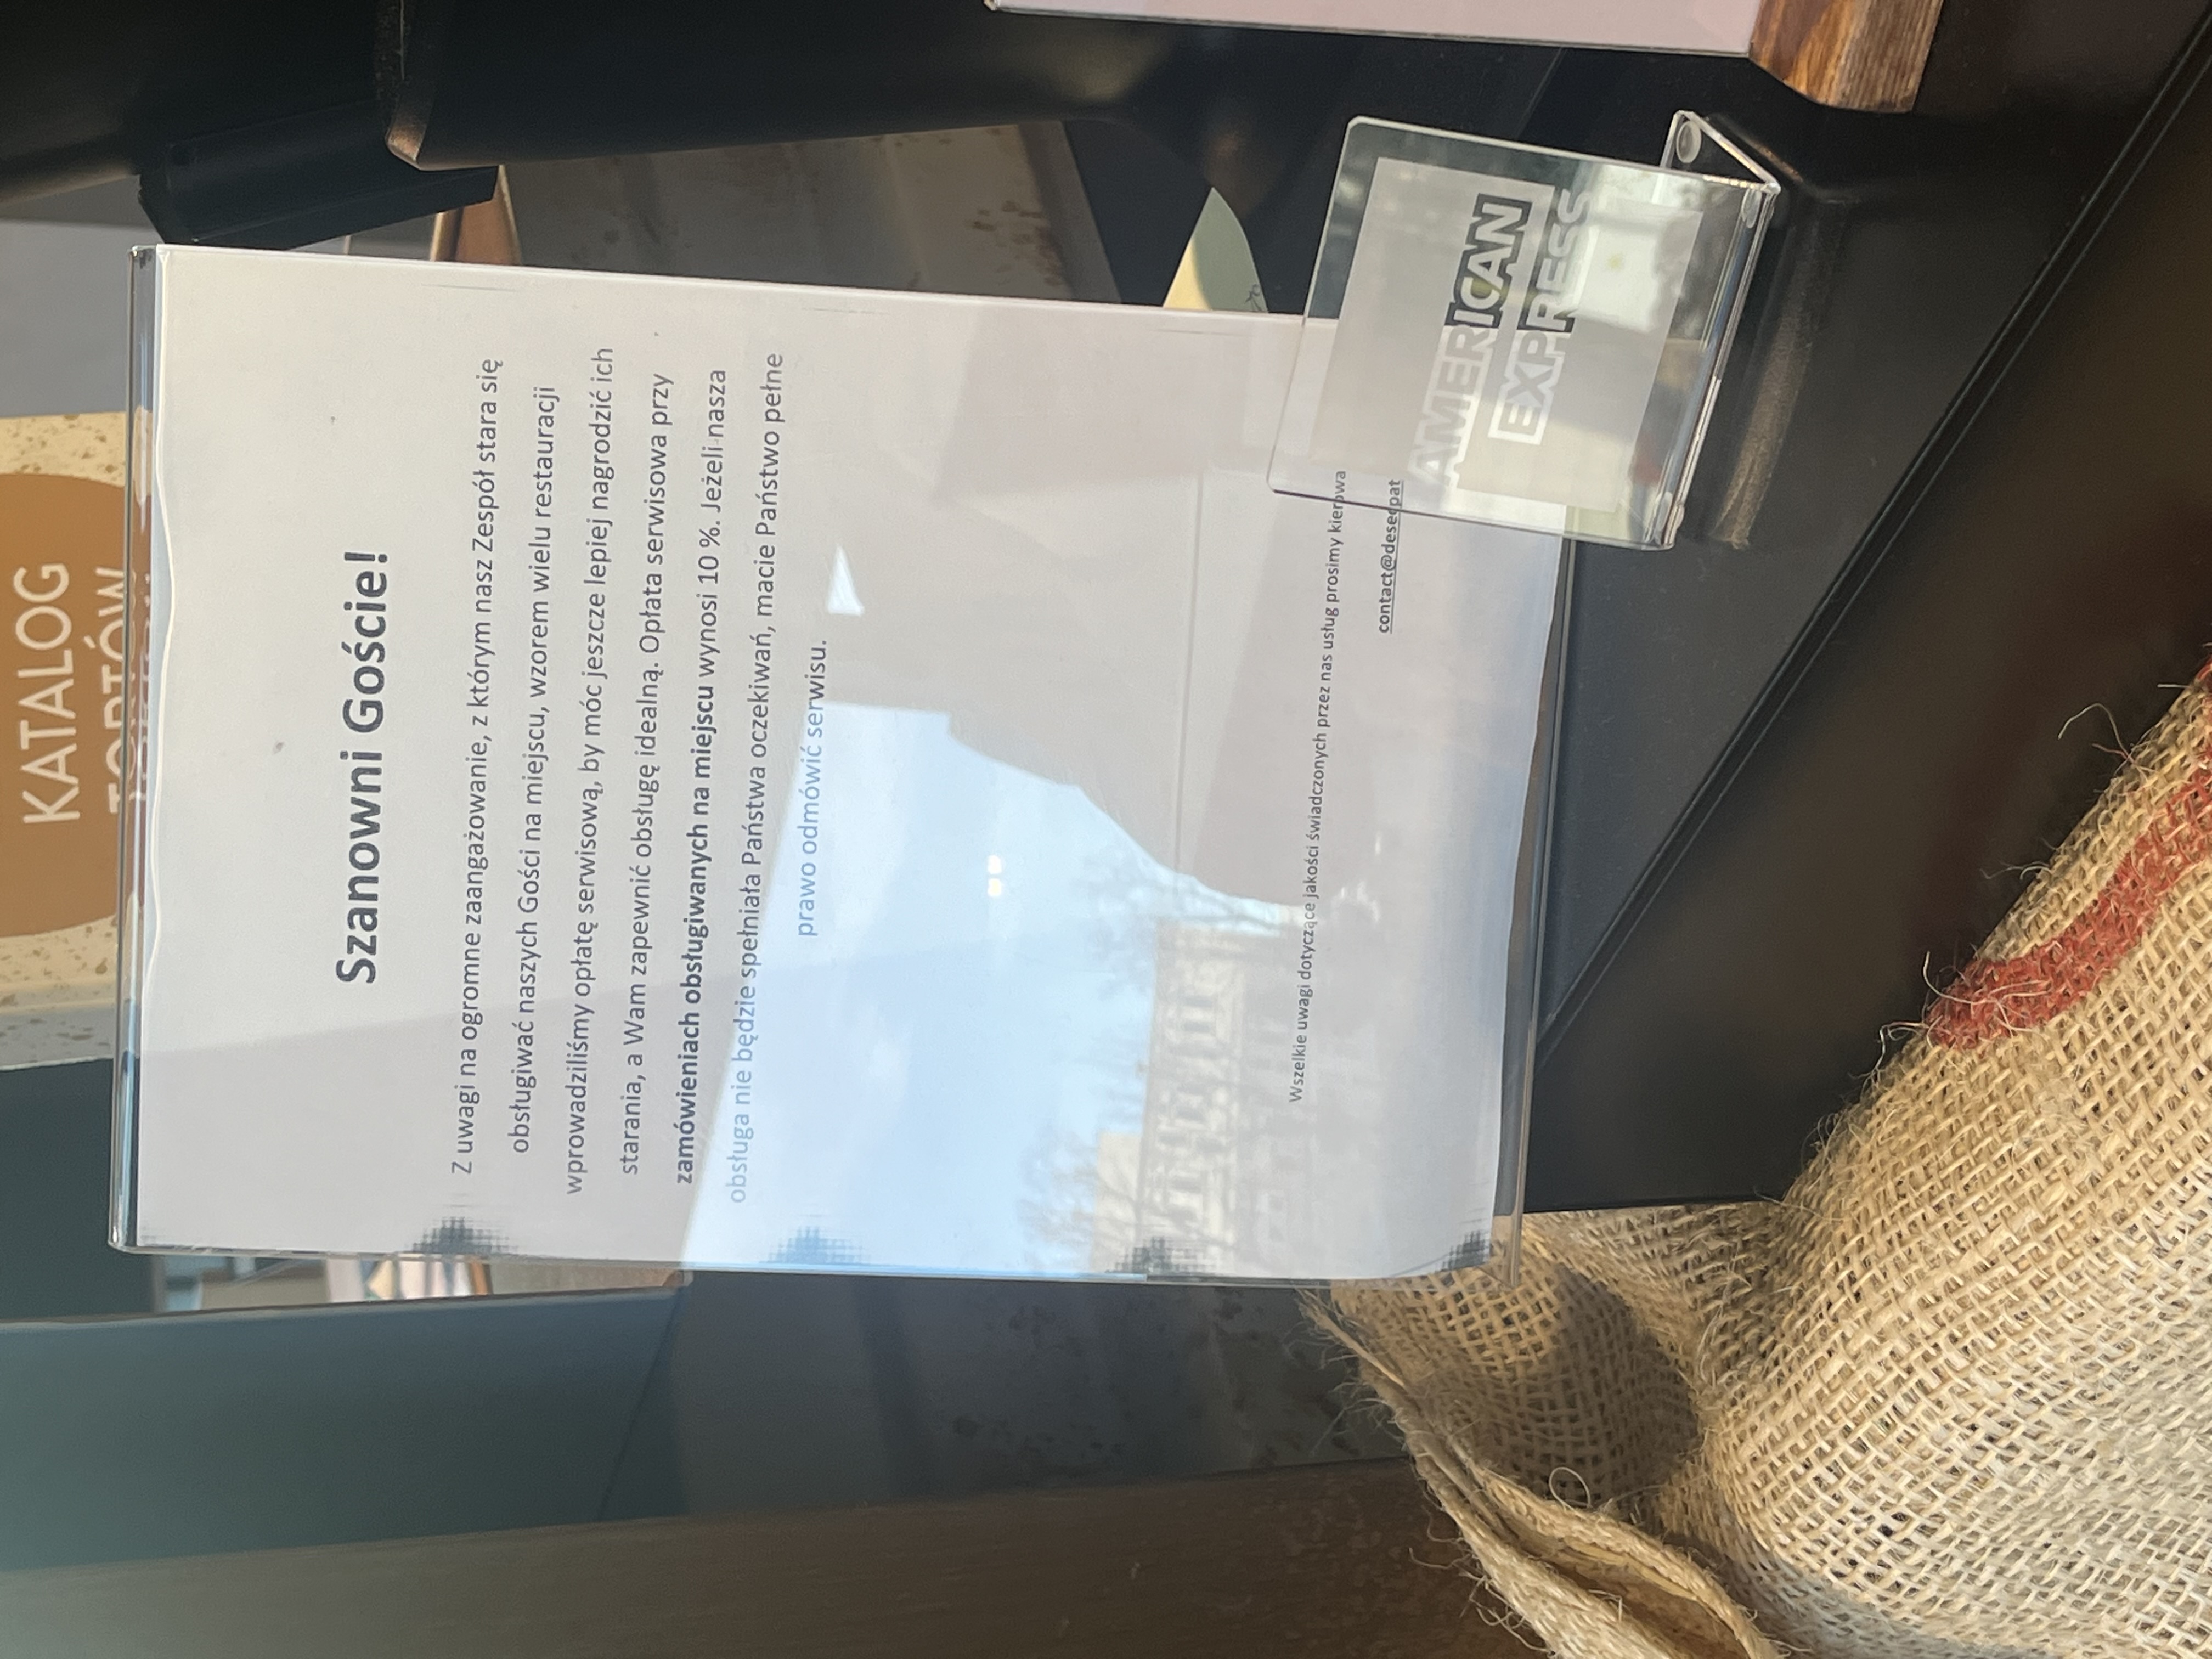 KATALOG
TORTÓW
Szanowni Goście!
Z uwagi na ogromne zaangażowanie, z którym nasz Zespół stara się
obsługiwać naszych Gości na miejscu, wzorem wielu restauracji
wprowadziliśmy opłatę serwisową, by móc jeszcze lepiej nagrodzić ich
starania, a Wam zapewnić obsługę idealną. Opłata serwisowa przy
zamówieniach obsługiwanych na miejscu wynosi 10 %. Jeżeli nasza
obsługa nie będzie spełniała Państwa oczekiwań, macie Państwo pełne
prawo odmówić serwisu.
Wszelkie uwagi dotyczące jakości świadczonych przez nas usług prosimy
AMERICAN
EXPRESS